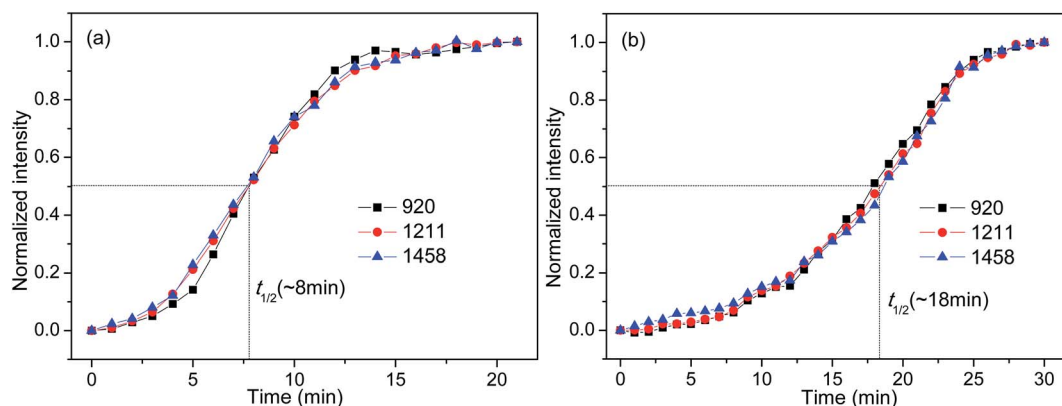 (a)
Normalized intensity
1.0
0.8
0.6
0.4
0.2
0.0
920
1211
1458
t1/2(~8min)
0 5 10 15 20
Time (min)
(b)
Normalized intensity
1.0
0.8
0.6
0.4
0.2
0.0
920
1211
1458
t1/2(~18min)
0 5 10 15 20 25 30
Time (min)